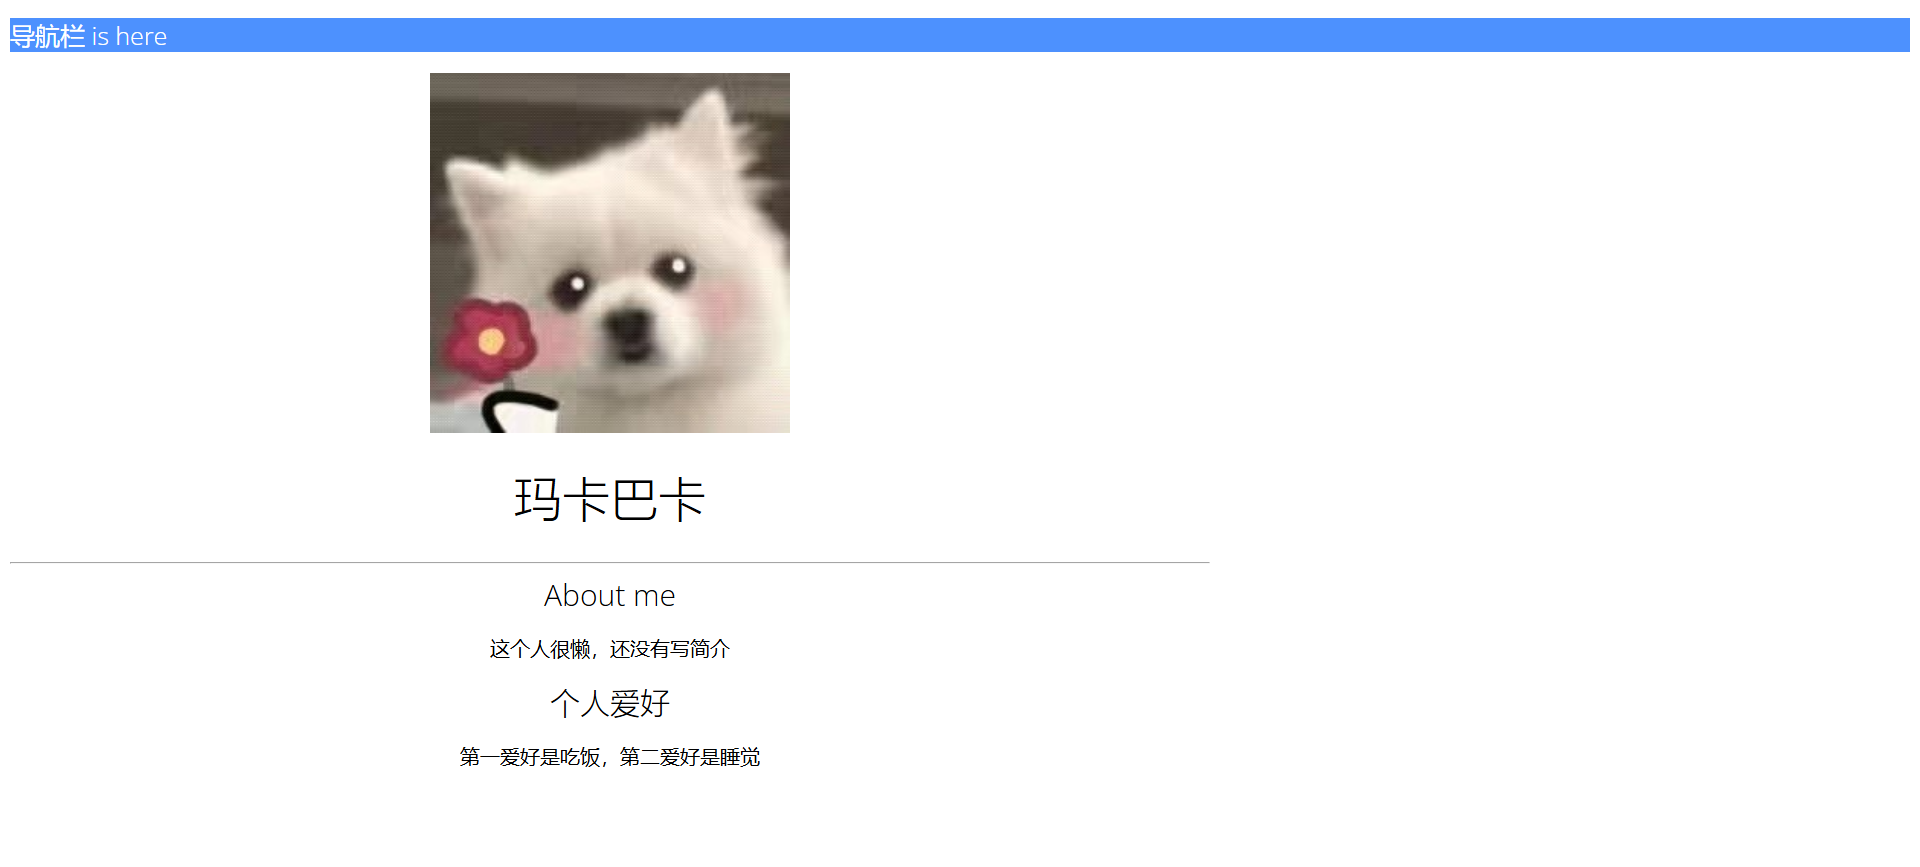 导航栏 is here
玛卡巴卡
About me
这个人很懒，还没有写简介
个人爱好
第一爱好是吃饭，第二爱好是睡觉